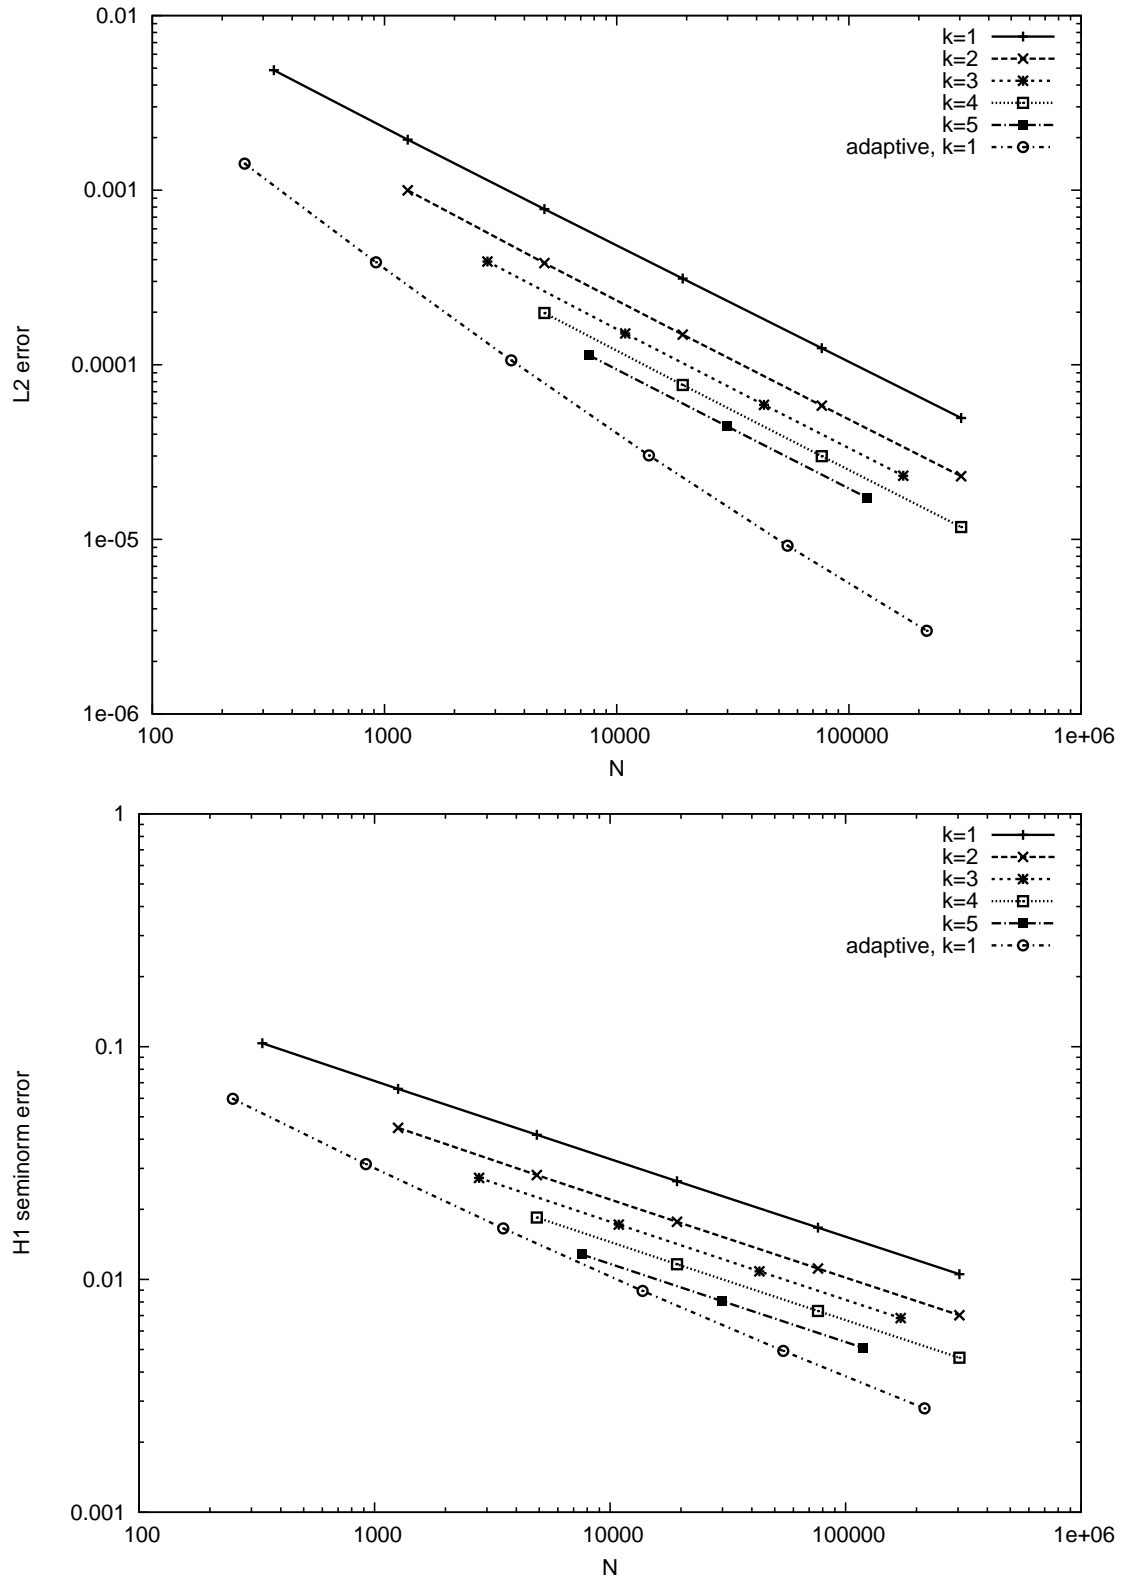 0.01
0.001
0.0001
1e-05
1e-06
L2 error
k=1
k=2
k=3
k=4
k=5
adaptive, k=1
100 1000 10000 100000 1e+06
N
1
0.1
0.01
0.001
H1 seminorm error
k=1
k=2
k=3
k=4
k=5
adaptive, k=1
100 1000 10000 100000 1e+06
N